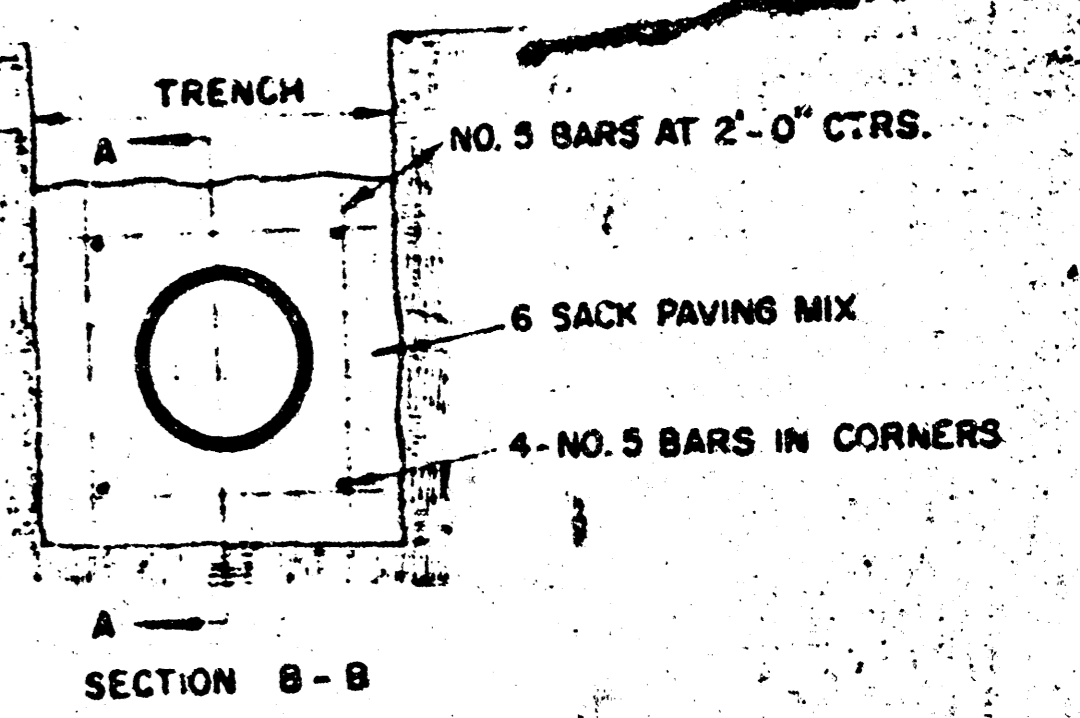 TRENCH
A
NO. 5 BARS AT 2'-0" CTRS.
6 SACK PAVING MIX
4-NO. 5 BARS IN CORNERS
A
SECTION B-B